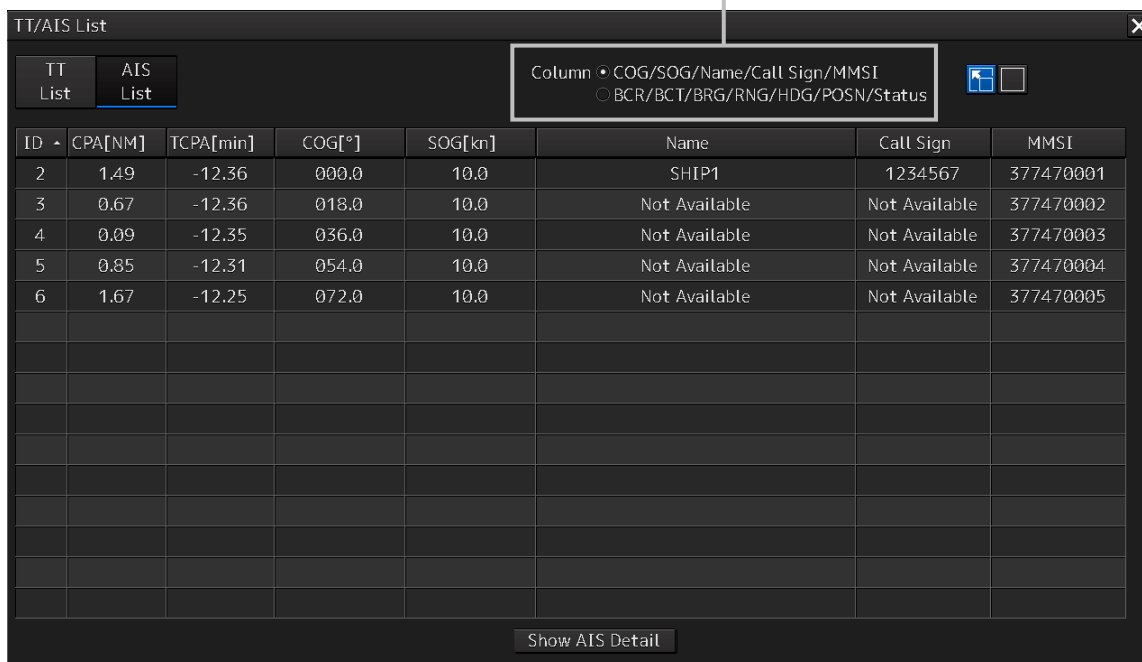 TT/AIS List
TT List
AIS List
Column COG/SOG/Name/Call Sign/MMSI
BCR/BCT/BRG/RNG/HDG/POSN/Status
ID CPA[NM] TCPA[min] COG[°] SOG[kn] Name Call Sign MMSI
2 1.49 -12.36 000.0 10.0 SHIP1 1234567 377470001
3 0.67 -12.36 018.0 10.0 Not Available Not Available 377470002
4 0.09 -12.35 036.0 10.0 Not Available Not Available 377470003
5 0.85 -12.31 054.0 10.0 Not Available Not Available 377470004
6 1.67 -12.25 072.0 10.0 Not Available Not Available 377470005
Show AIS Detail